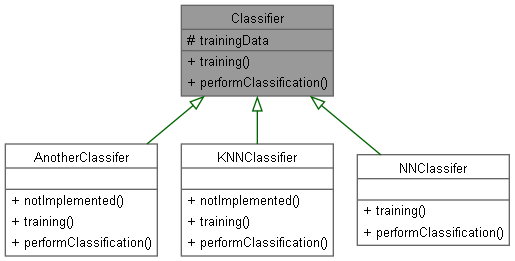 Classifier
# trainingData
+ training()
+ performClassification()
AnotherClassifer
+ notImplemented()
+ training()
+ performClassification()
KNNClassifier
+ notImplemented()
+ training()
+ performClassification()
NNClassifer
+ training()
+ performClassification()